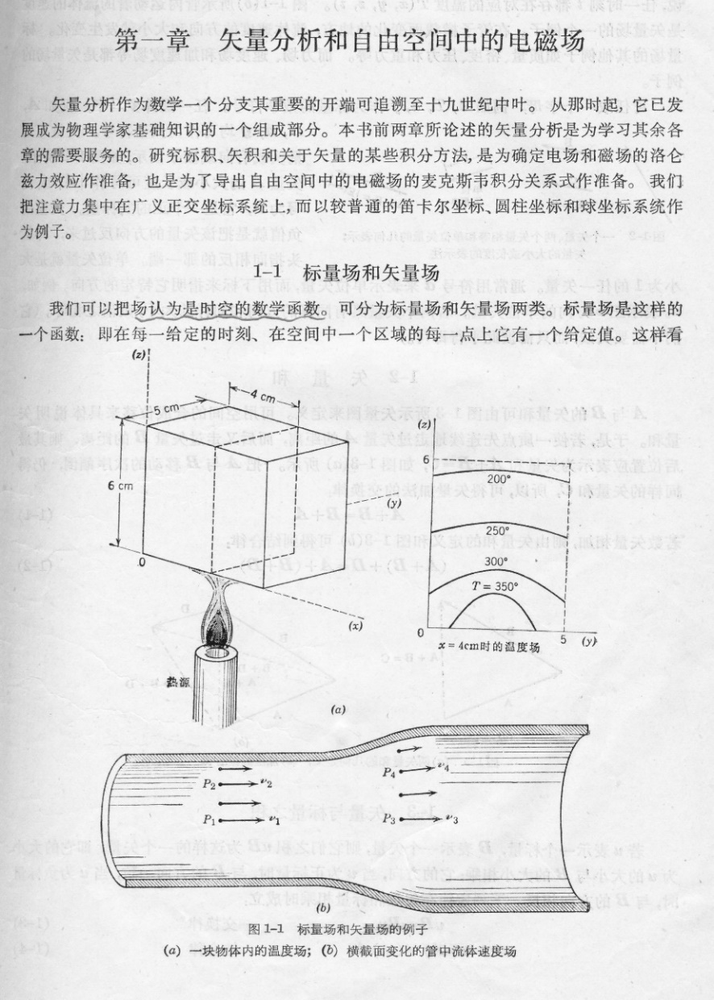 第一章 矢量分析和自由空间中的电磁场
矢量分析作为数学一个分支其重要的开端可追溯至十九世纪中叶。从那时起,它已发
展成为物理学家基础知识的一个组成部分。本书前两章所论述的矢量分析是为学习其余各
章的需要服务的。研究标积、矢积和关于矢量的某些积分方法,是为确定电场和磁场的洛仑
兹力效应作准备,也是为了导出自由空间中的电磁场的麦克斯韦积分关系式作准备。我们
把注意力集中在广义正交坐标系统上,而以较普通的笛卡尔坐标、圆柱坐标和球坐标系统作
为例子。
1-1 标量场和矢量场
我们可以把场认为是时空的数学函数。可分为标量场和矢量场两类。标量场是这样的
一个函数:即在每一给定的时刻、在空间中一个区域的每一点上它有一个给定值。这样看
(z)
5 cm
4 cm
6 cm
(y)
0
(x)
热源
(z)
6
200°
250°
300°
T = 350°
0
5
(y)
x = 4cm时的温度场
(a)
P₂ v₂
P₁ v₁
P₄ v₄
P₃ v₃
(b)
图 1-1 标量场和矢量场的例子
(a) 一块物体内的温度场; (b) 横截面变化的管中流体速度场